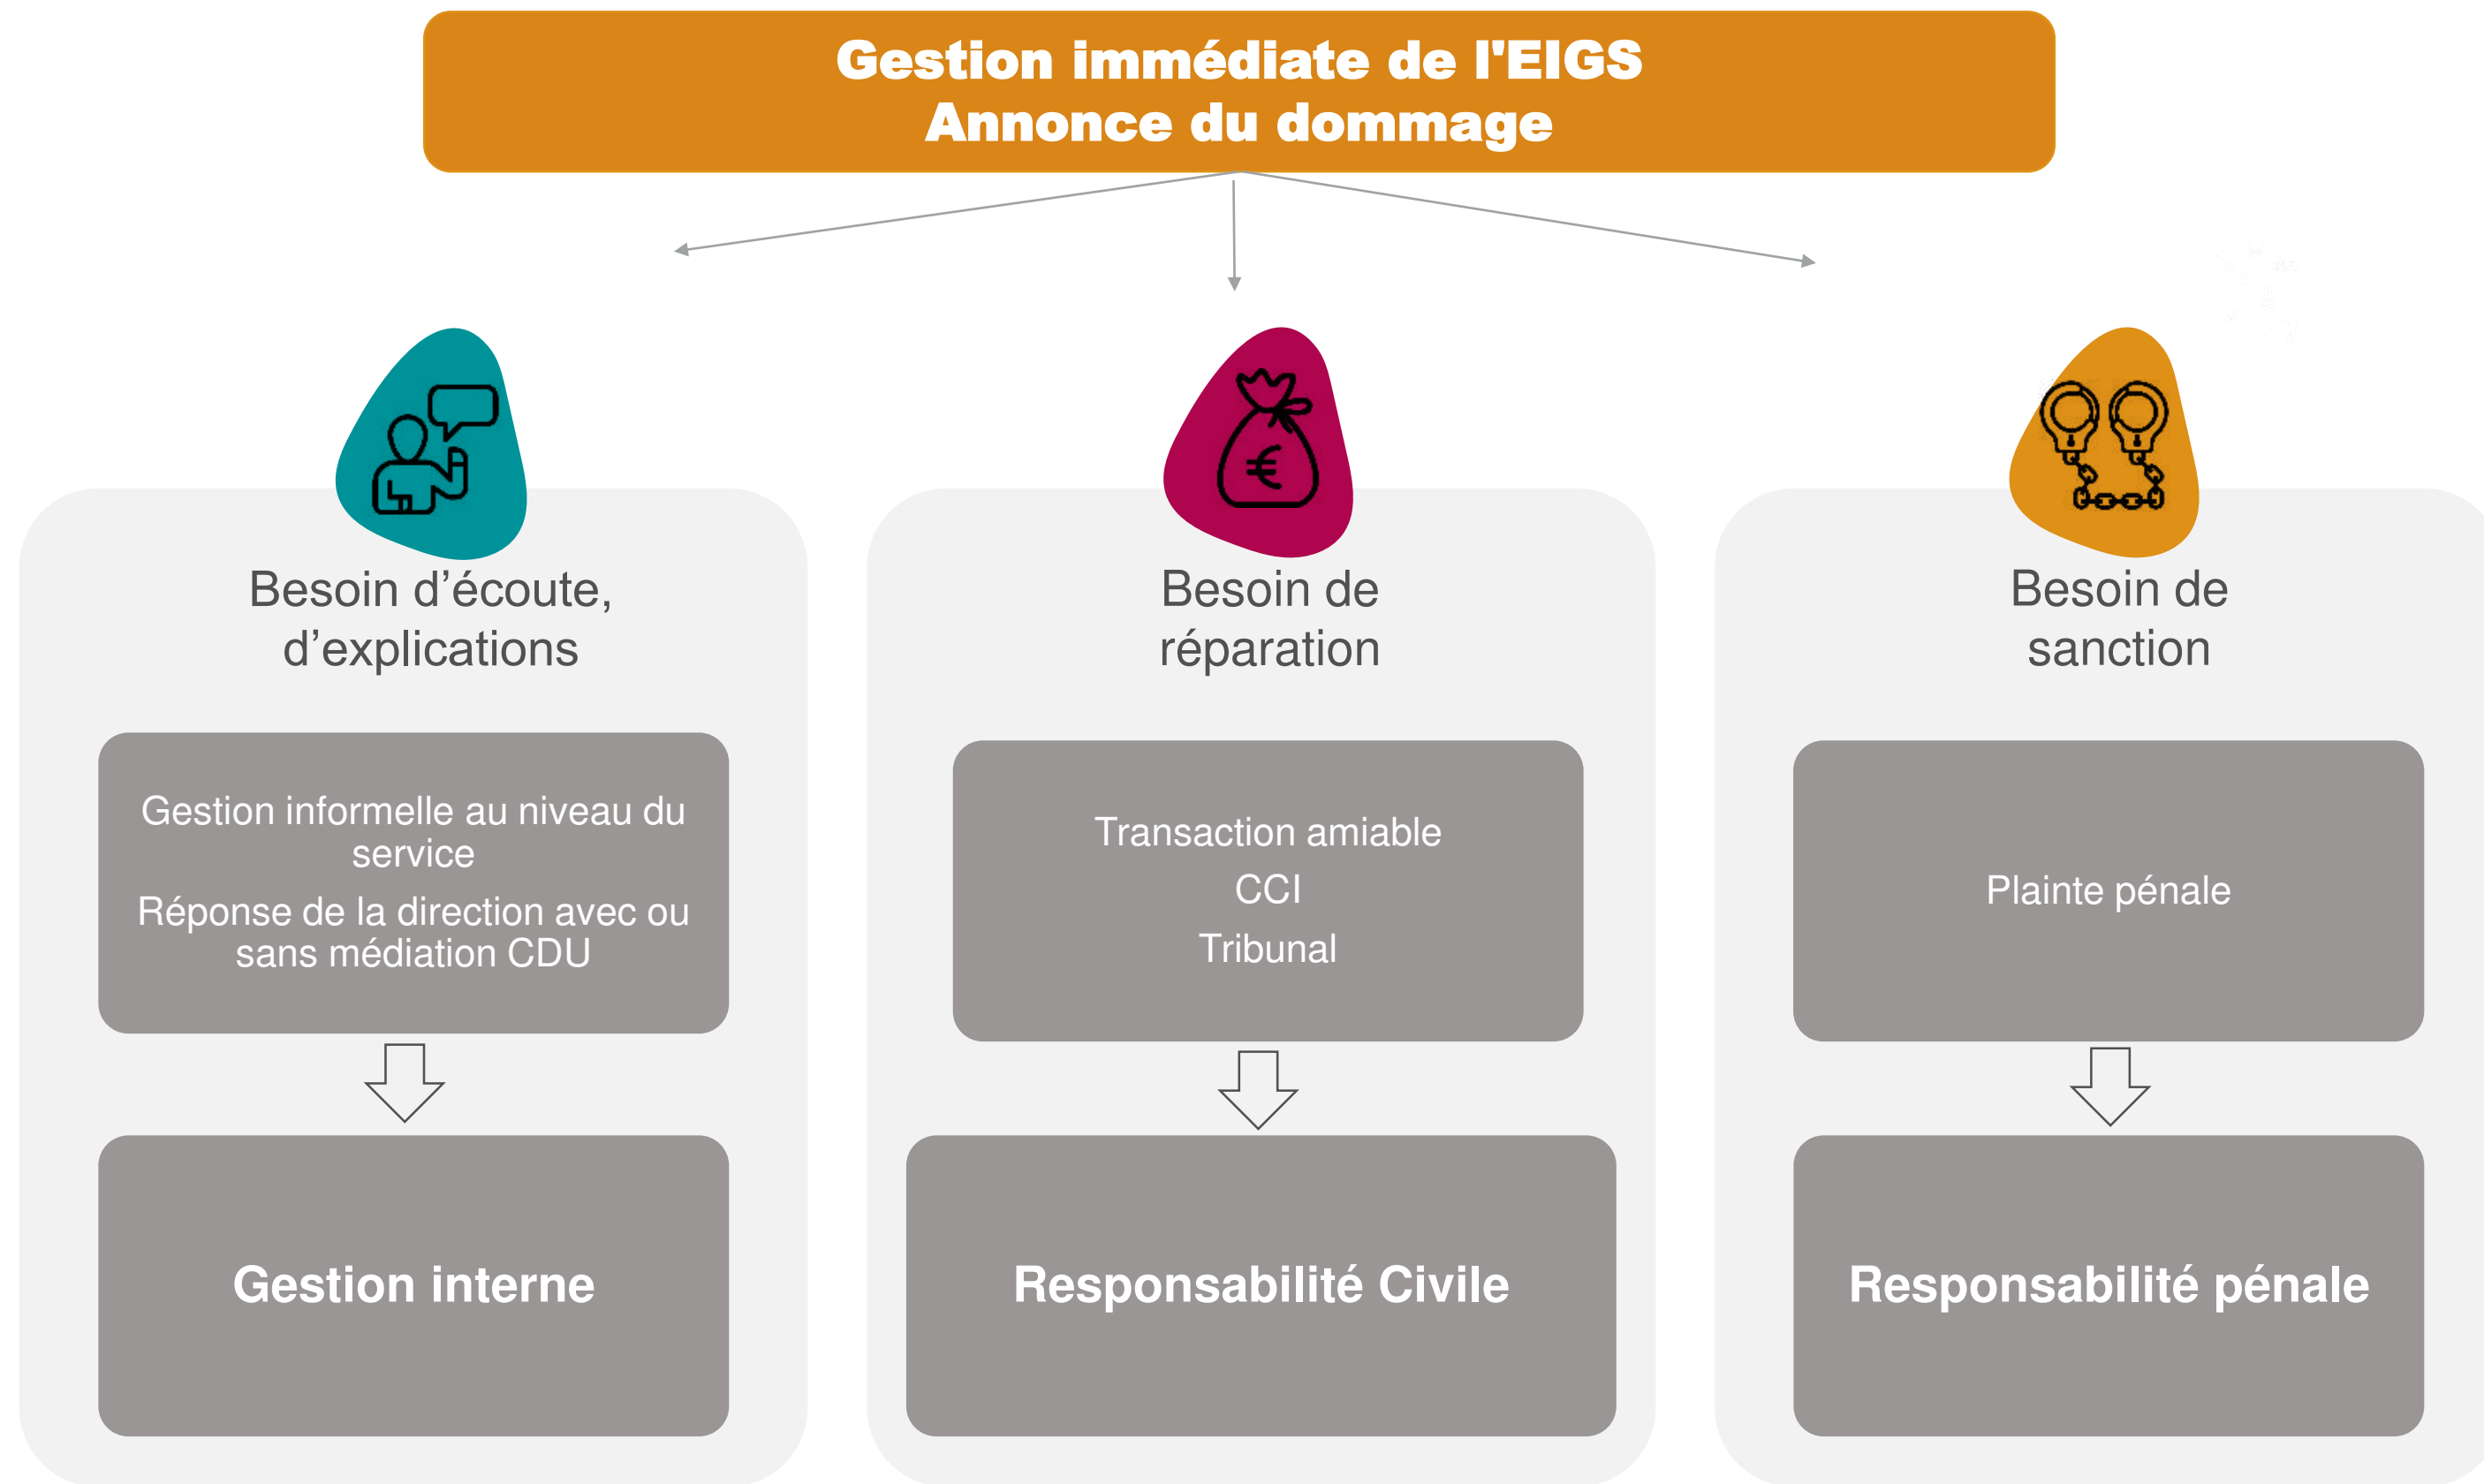 Gestion immédiate de l'EIGS
Annonce du dommage
Besoin d’écoute,
d’explications
Gestion informelle au niveau du
service
Réponse de la direction avec ou
sans médiation CDU
Gestion interne
€
Besoin de
réparation
Transaction amiable
CCI
Tribunal
Responsabilité Civile
Besoin de
sanction
Plainte pénale
Responsabilité pénale